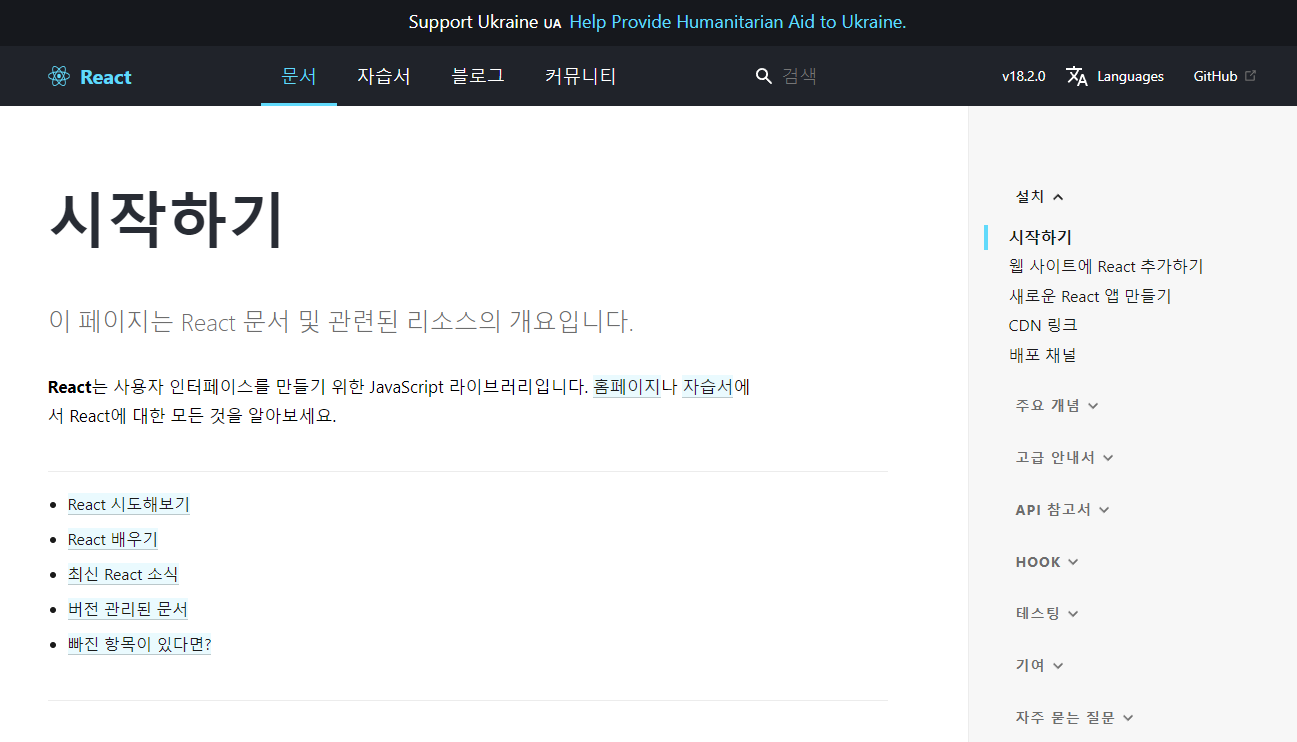 Support Ukraine UA Help Provide Humanitarian Aid to Ukraine.
React 문서 자습서 블로그 커뮤니티 검색 v18.2.0 Languages GitHub
시작하기
이 페이지는 React 문서 및 관련된 리소스의 개요입니다.
React는 사용자 인터페이스를 만들기 위한 JavaScript 라이브러리입니다. 홈페이지나 자습서에
서 React에 대한 모든 것을 알아보세요.
React 시도해보기
React 배우기
최신 React 소식
버전 관리된 문서
빠진 항목이 있다면?
설치
시작하기
웹 사이트에 React 추가하기
새로운 React 앱 만들기
CDN 링크
배포 채널
주요 개념
고급 안내서
API 참고서
HOOK
테스팅
기여
자주 묻는 질문